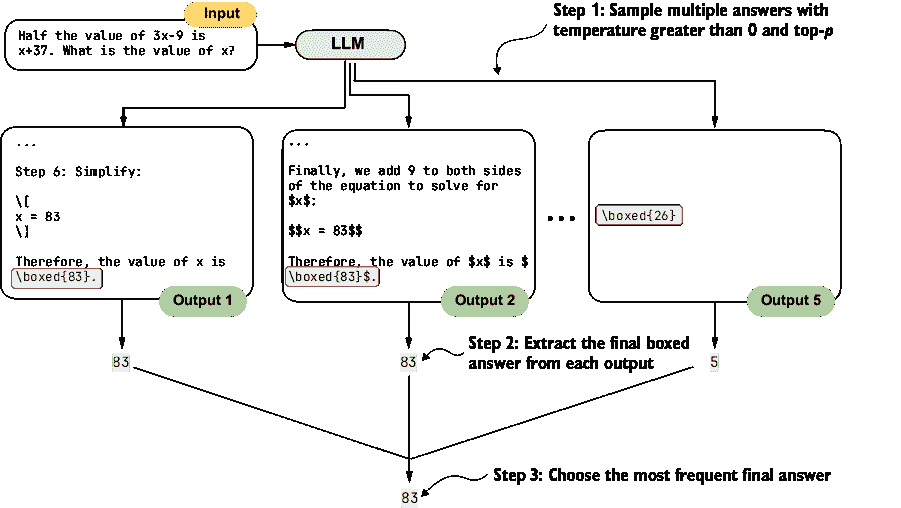 Input
Half the value of 3x-9 is
x+37. What is the value of x?
LLM
Step 1: Sample multiple answers with
temperature greater than 0 and top-p
...
Step 6: Simplify:
\[
x = 83
\]
Therefore, the value of x is
\boxed{83}.
Output 1
...
Finally, we add 9 to both sides
of the equation to solve for
$x$:
$$x = 83$$
Therefore, the value of $x$ is $
\boxed{83}$.
Output 2
...
\boxed{26}
Output 5
83
83
Step 2: Extract the final boxed
answer from each output
5
83
Step 3: Choose the most frequent final answer